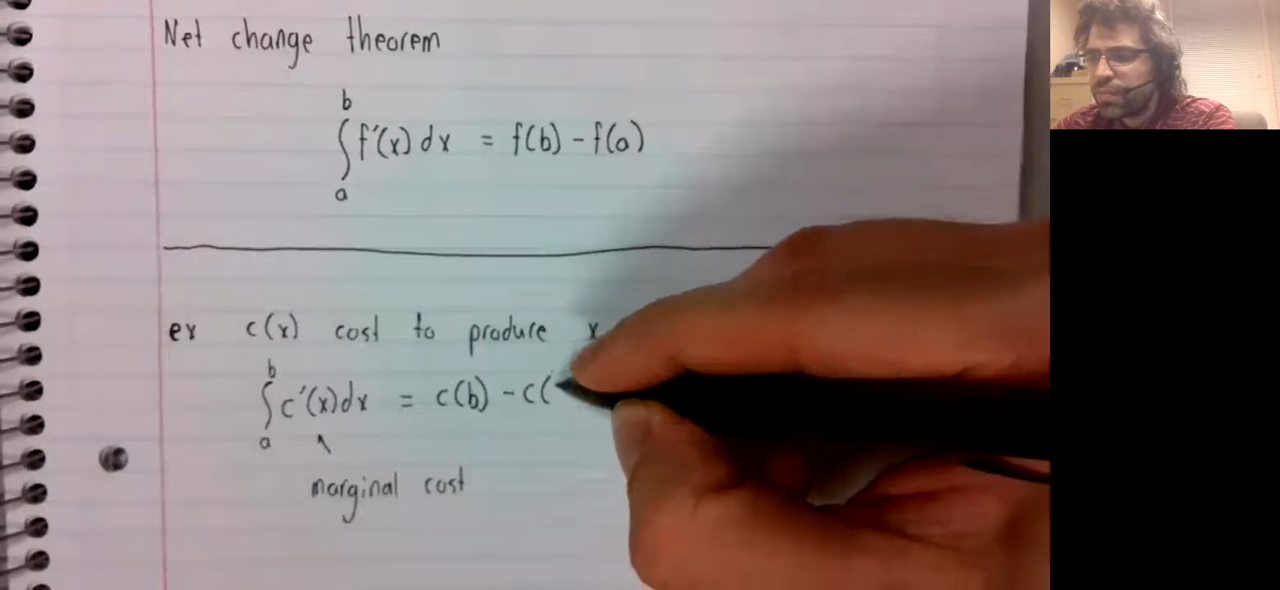 Net change theorem
b
∫ f'(x) dx = f(b) - f(a)
a
ex c(x) cost to produce x
b
∫ c'(x) dx = c(b) - c(
a
marginal cost